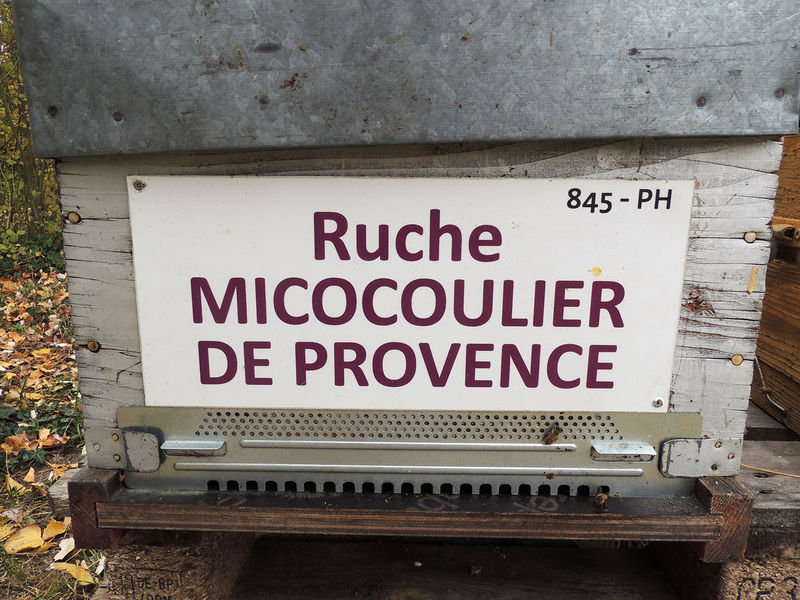 845 - PH
Ruche
MICOCOULIER
DE PROVENCE